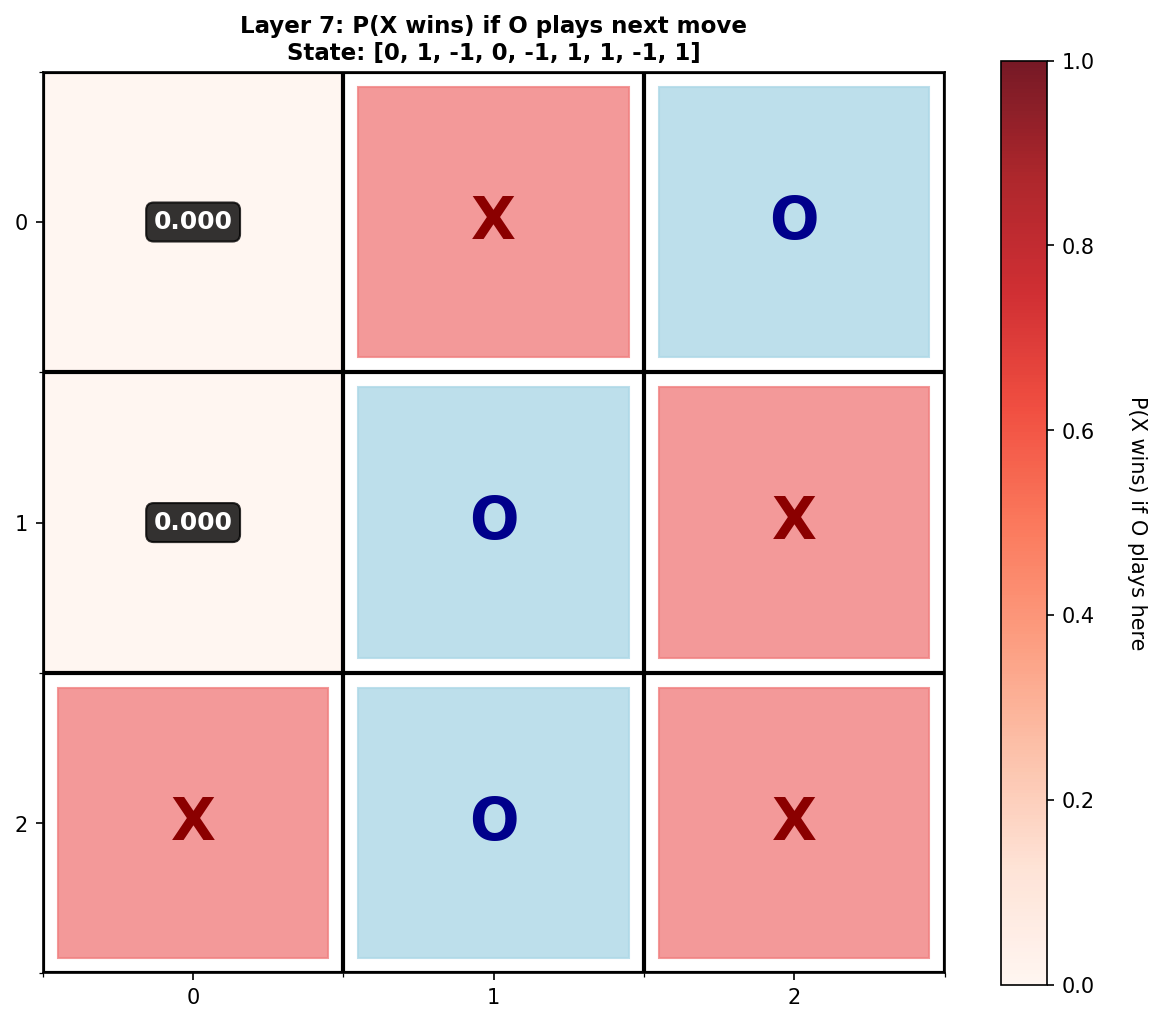 Layer 7: P(X wins) if O plays next move
State: [0, 1, -1, 0, -1, 1, 1, -1, 1]
0
0.000
X
O
1
0.000
O
X
2
X
O
X
0
1
2
1.0
0.8
0.6
0.4
0.2
0.0
P(X wins) if O plays here